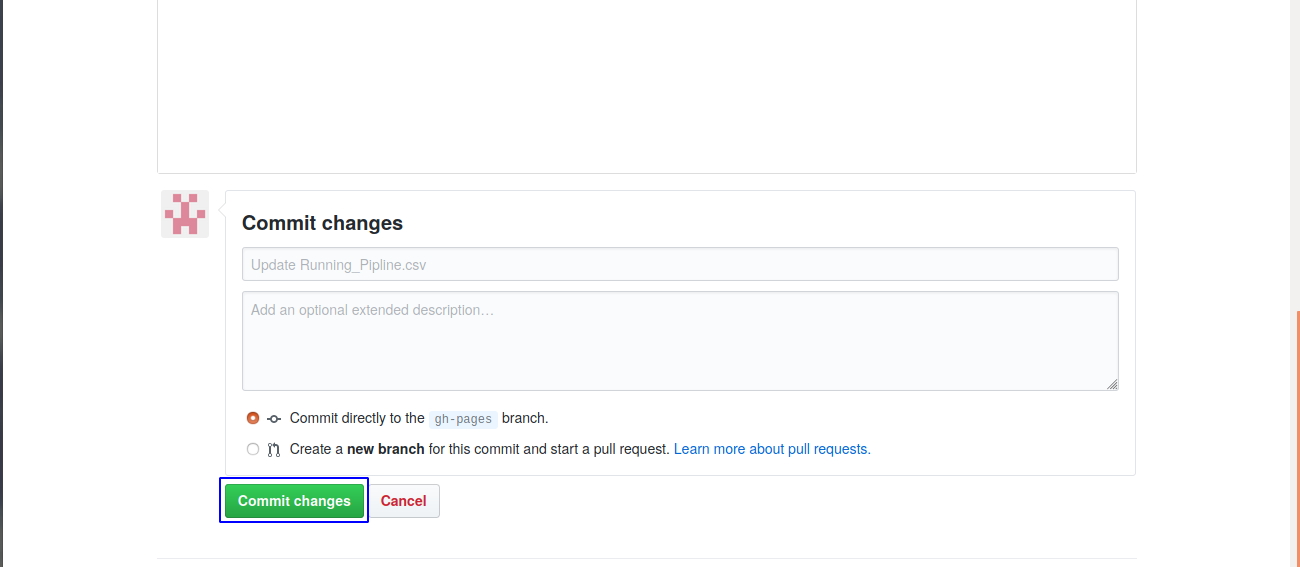 Commit changes
Update Running_Pipline.csv
Add an optional extended description…
Commit directly to the gh-pages branch.
Create a new branch for this commit and start a pull request. Learn more about pull requests.
Commit changes Cancel